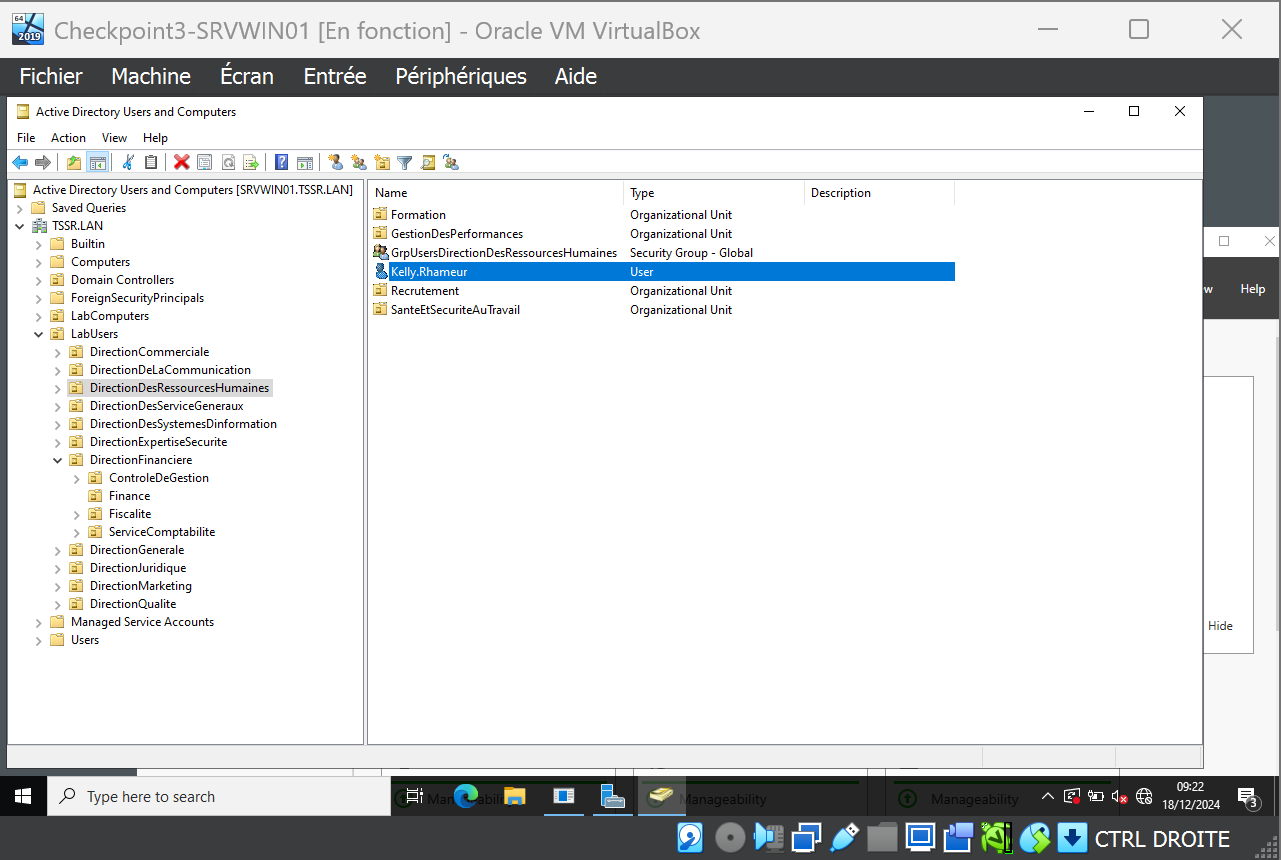 64
2019
Checkpoint3-SRVWIN01 [En fonction] - Oracle VM VirtualBox
Fichier Machine Écran Entrée Périphériques Aide
Active Directory Users and Computers
File Action View Help
Active Directory Users and Computers [SRVWIN01.TSSR.LAN]
Saved Queries
TSSR.LAN
Builtin
Computers
Domain Controllers
ForeignSecurityPrincipals
LabComputers
LabUsers
DirectionCommerciale
DirectionDeLaCommunication
DirectionDesRessourcesHumaines
DirectionDesServiceGeneraux
DirectionDesSystemesDinformation
DirectionExpertiseSecurite
DirectionFinanciere
ControleDeGestion
Finance
Fiscalite
ServiceComptabilite
DirectionGenerale
DirectionJuridique
DirectionMarketing
DirectionQualite
Managed Service Accounts
Users
Name Type Description
Formation Organizational Unit
GestionDesPerformances Organizational Unit
GrpUsersDirectionDesRessourcesHumaines Security Group - Global
Kelly.Rhameur User
Recrutement Organizational Unit
SanteEtSecuriteAuTravail Organizational Unit
w Help
Hide
Type here to search
Manageability
Manageability
Manageability
09:22
18/12/2024
3
CTRL DROITE